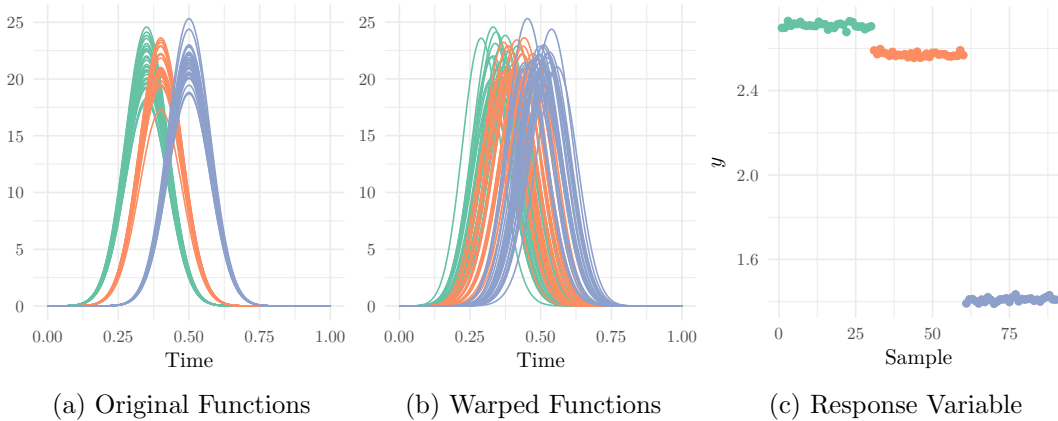 25
20
15
10
5
0
0.00 0.25 0.50 0.75 1.00
Time
(a) Original Functions
25
20
15
10
5
0
0.00 0.25 0.50 0.75 1.00
Time
(b) Warped Functions
y
2.4
2.0
1.6
0 25 50 75
Sample
(c) Response Variable